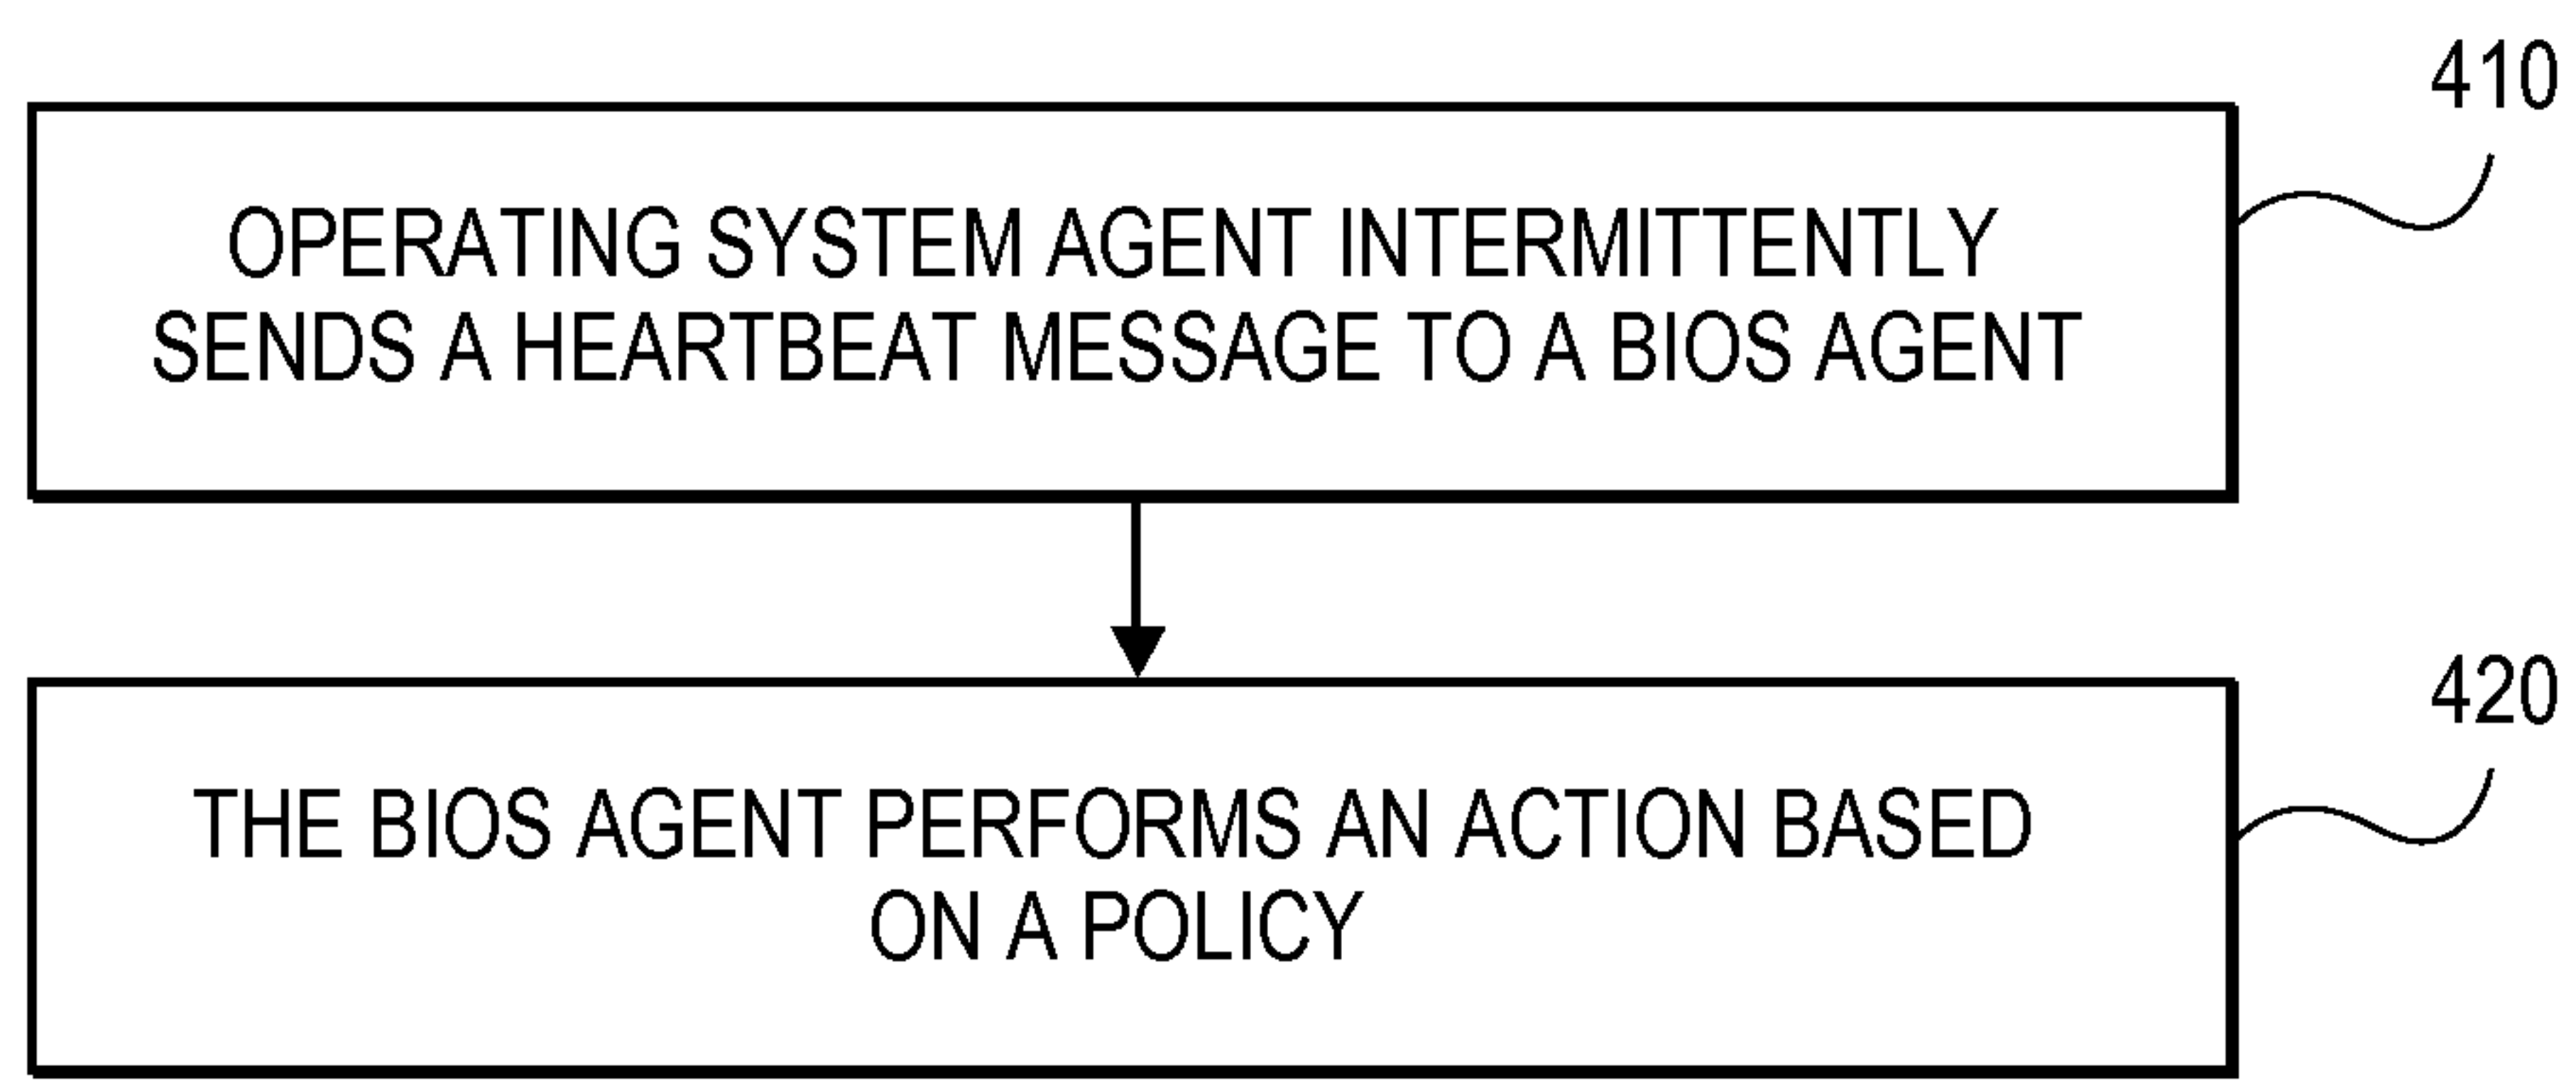 410
OPERATING SYSTEM AGENT INTERMITTENTLY
SENDS A HEARTBEAT MESSAGE TO A BIOS AGENT
420
THE BIOS AGENT PERFORMS AN ACTION BASED
ON A POLICY